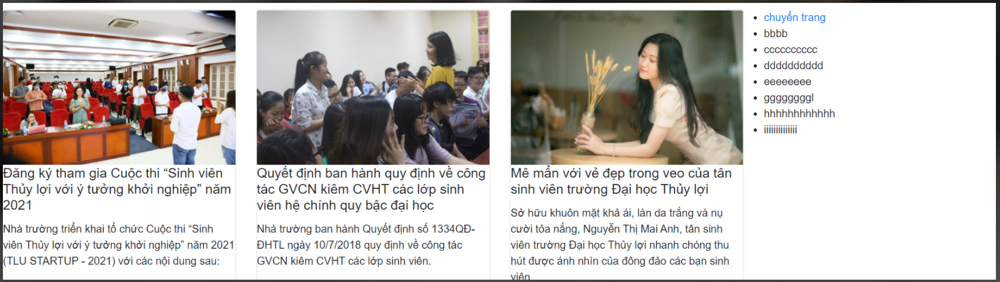 Đăng ký tham gia Cuộc thi “Sinh viên
Thủy lợi với ý tưởng khởi nghiệp” năm
2021
Nhà trường triển khai tổ chức Cuộc thi “Sinh
viên Thủy lợi với ý tưởng khởi nghiệp” năm 2021
(TLU STARTUP - 2021) với các nội dung sau:
Quyết định ban hành quy định về công
tác GVCN kiêm CVHT các lớp sinh
viên hệ chính quy bậc đại học
Nhà trường ban hành Quyết định số 1334QĐ-
ĐHTL ngày 10/7/2018 quy định về công tác
GVCN kiêm CVHT các lớp sinh viên.
Mê mẩn với vẻ đẹp trong veo của tân
sinh viên trường Đại học Thủy lợi
Sở hữu khuôn mặt khả ái, làn da trắng và nụ
cười tỏa nắng, Nguyễn Thị Mai Anh, tân sinh
viên trường Đại học Thủy lợi nhanh chóng thu
hút được ánh nhìn của đông đảo các bạn sinh
viên
chuyển trang
bbbb
cccccccccc
dddddddddd
eeeeeeee
ggggggggl
hhhhhhhhhhhh
iiiiiiiiiiiiii